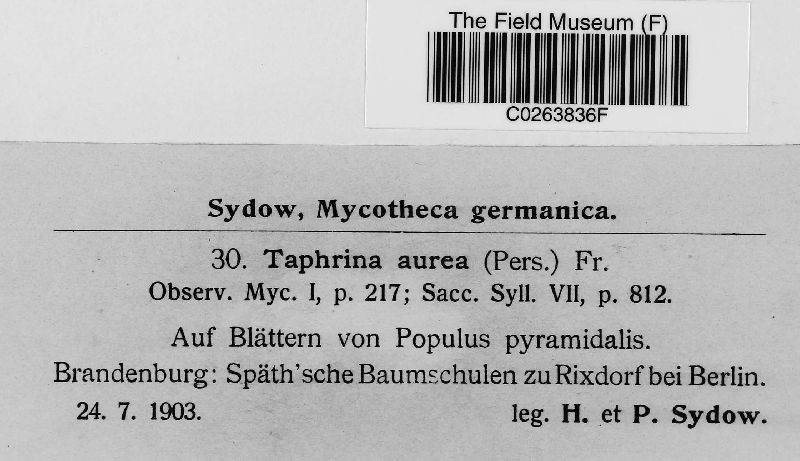 The Field Museum (F)
C0263836F
Sydow, Mycotheca germanica.
30. Taphrina aurea (Pers.) Fr.
Observ. Myc. I, p. 217; Sacc. Syll. VII, p. 812.
Auf Blättern von Populus pyramidalis.
Brandenburg: Späth'sche Baumschulen zu Rixdorf bei Berlin.
24. 7. 1903. leg. H. et P. Sydow.